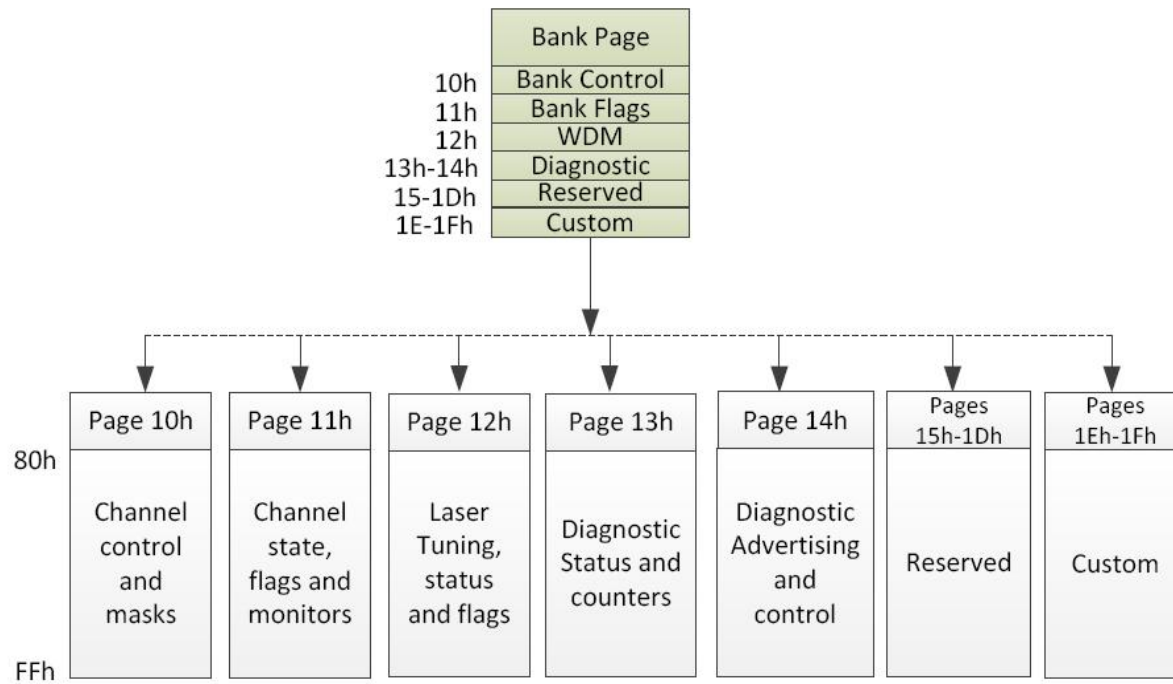 Bank Page
10h Bank Control
11h Bank Flags
12h WDM
13h-14h Diagnostic
15-1Dh Reserved
1E-1Fh Custom
Page 10h
Page 11h
Page 12h
Page 13h
Page 14h
Pages
15h-1Dh
Pages
1Eh-1Fh
80h
Channel
control
and
masks
Channel
state,
flags and
monitors
Laser
Tuning,
status
and flags
Diagnostic
Status and
counters
Diagnostic
Advertising
and
control
Reserved
Custom
FFh